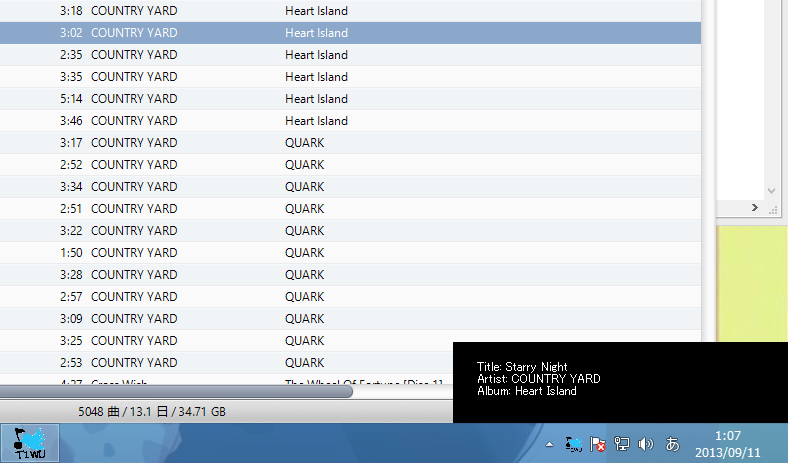 3:18 COUNTRY YARD Heart Island
3:02 COUNTRY YARD Heart Island
2:35 COUNTRY YARD Heart Island
3:35 COUNTRY YARD Heart Island
5:14 COUNTRY YARD Heart Island
3:46 COUNTRY YARD Heart Island
3:17 COUNTRY YARD QUARK
2:52 COUNTRY YARD QUARK
3:34 COUNTRY YARD QUARK
2:51 COUNTRY YARD QUARK
3:22 COUNTRY YARD QUARK
1:50 COUNTRY YARD QUARK
3:28 COUNTRY YARD QUARK
2:57 COUNTRY YARD QUARK
3:09 COUNTRY YARD QUARK
3:25 COUNTRY YARD QUARK
2:53 COUNTRY YARD QUARK
4:27 Cross Wish The Wheel Of Fortune [Disc 1]
Title: Starry Night
Artist: COUNTRY YARD
Album: Heart Island
5048 曲 / 13.1 日 / 34.71 GB
TiWU
TiWU
あ
1:07
2013/09/11